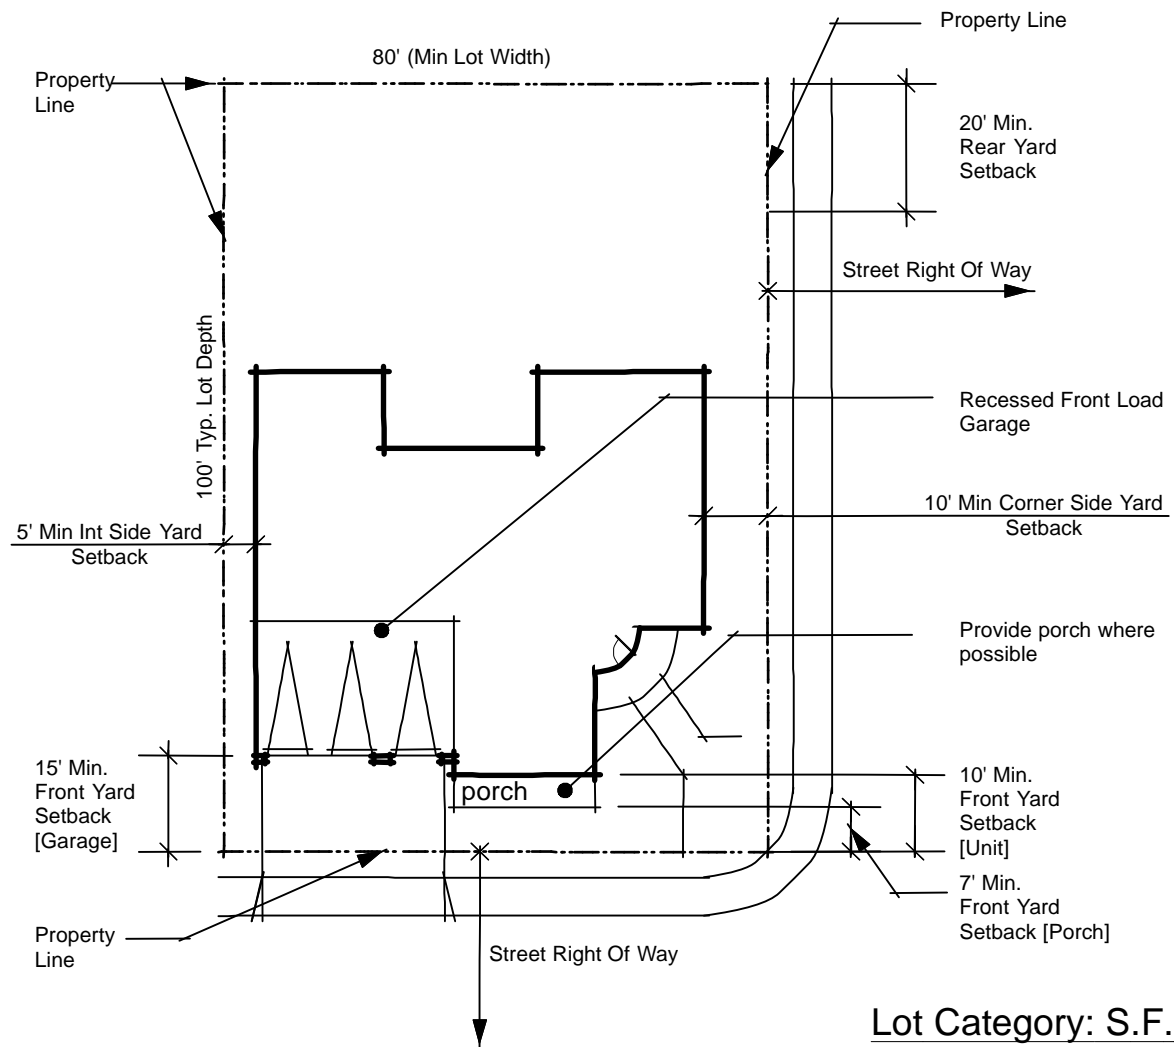 Property Line
80' (Min Lot Width)
Property
Line
20' Min.
Rear Yard
Setback
Street Right Of Way
100' Typ. Lot Depth
Recessed Front Load
Garage
5' Min Int Side Yard
Setback
10' Min Corner Side Yard
Setback
Provide porch where
possible
15' Min.
Front Yard
Setback
[Garage]
porch
10' Min.
Front Yard
Setback
[Unit]
7' Min.
Front Yard
Setback [Porch]
Property
Line
Street Right Of Way
Lot Category: S.F.